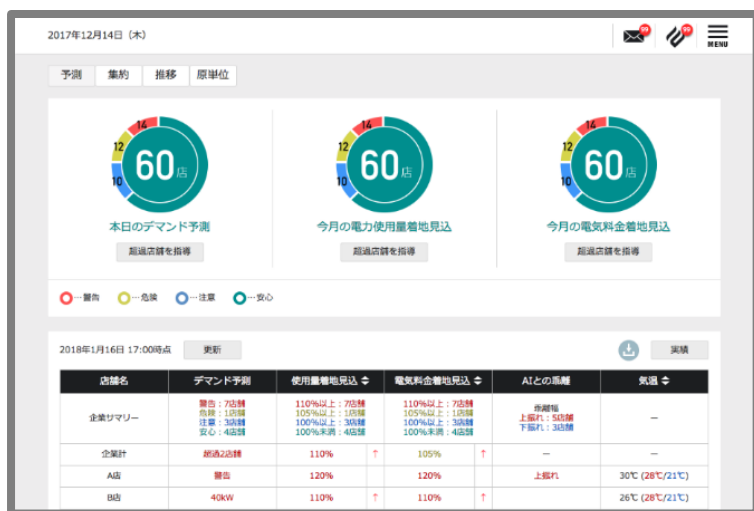 2017年12月14日（木）
99
99
MENU
予測 集約 推移 原単位
14
12
10
60店
本日のデマンド予測
超過店舗を指導
14
12
10
60店
今月の電力使用量着地見込
超過店舗を指導
14
12
10
60店
今月の電気料金着地見込
超過店舗を指導
…警告 …危険 …注意 …安心
2018年1月16日 17:00時点 更新 実績
店舗名 デマンド予測 使用量着地見込 電気料金着地見込 AIとの乖離 気温
企業サマリー
警告：7店舗
危険：1店舗
注意：3店舗
安心：4店舗
110%以上：7店舗
105%以上：1店舗
100%以上：3店舗
100%未満：4店舗
110%以上：7店舗
105%以上：1店舗
100%以上：3店舗
100%未満：4店舗
乖離幅
上振れ：5店舗
下振れ：3店舗
－
企業計 超過2店舗 110% ↑ 105% ↑ － －
A店 警告 120% 120% 上振れ 30℃ (28℃/21℃)
B店 40kW 110% ↑ 110% ↑ 26℃ (28℃/21℃)